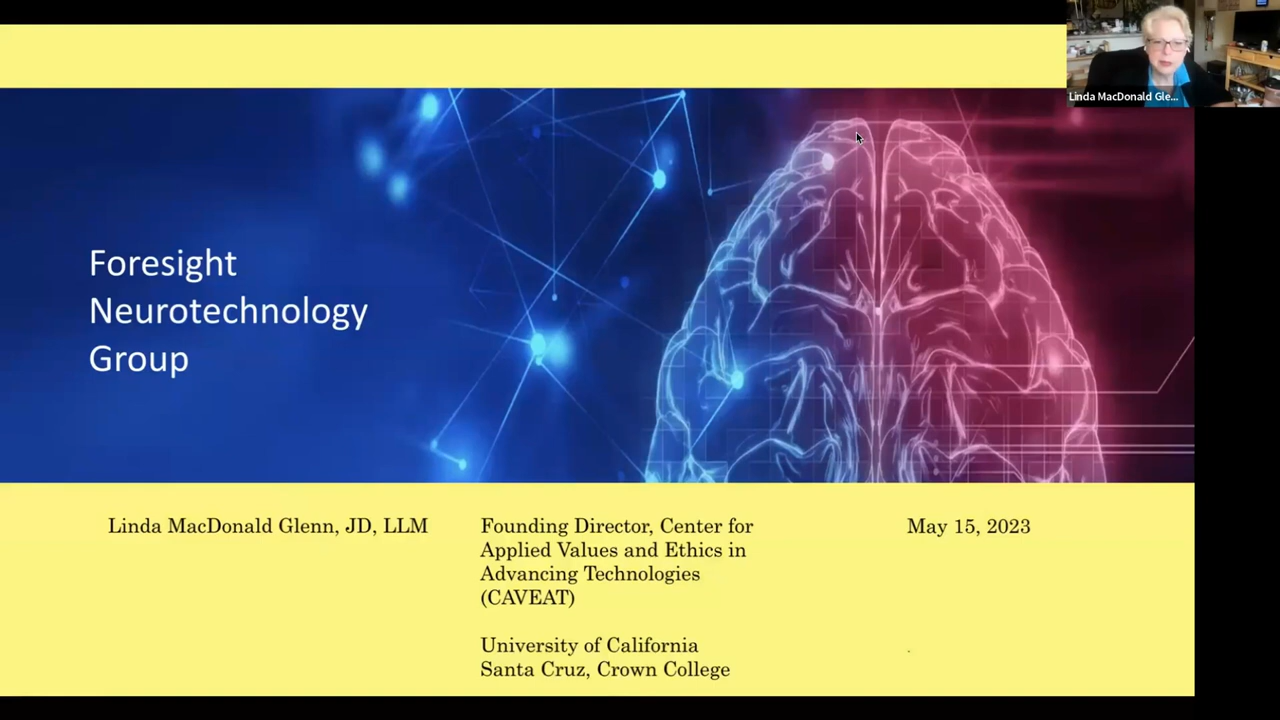 Linda MacDonald Gle...
Foresight
Neurotechnology
Group
Linda MacDonald Glenn, JD, LLM
Founding Director, Center for
Applied Values and Ethics in
Advancing Technologies
(CAVEAT)
University of California
Santa Cruz, Crown College
May 15, 2023